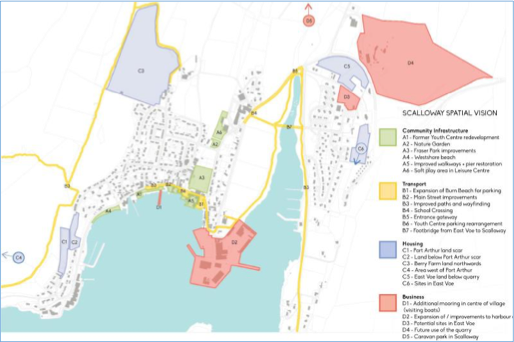 D5
C5
D4
C3
D3
B5
A6
B4
B7
C6
A2
A3
B3
B3
D1
A4
D2
C1
C2
C4
SCALLOWAY SPATIAL VISION
Community Infrastructure
A1 - Former Youth Centre redevelopment
A2 - Nature Garden
A3 - Fraser Park improvements
A4 - Westshore beach
A5 - Improved walkways + pier restoration
A6 - Soft play area in Leisure Centre
Transport
B1 - Expansion of Burn Beach for parking
B2 - Main Street Improvements
B3 - Improved paths and wayfinding
B4 - School Crossing
B5 - Entrance gateway
B6 - Youth Centre parking rearrangement
B7 - Footbridge from East Voe to Scalloway
Housing
C1 - Port Arthur land scar
C2 - Land below Port Arthur scar
C3 - Berry Farm land northwards
C4 - Area west of Port Arthur
C5 - East Voe land below quarry
C6 - Sites in East Voe
Business
D1 - Additional mooring in centre of village
(visiting boats)
D2 - Expansion of / improvements to harbour
D3 - Potential sites in East Voe
D4 - Future use of the quarry
D5 - Caravan park in Scalloway